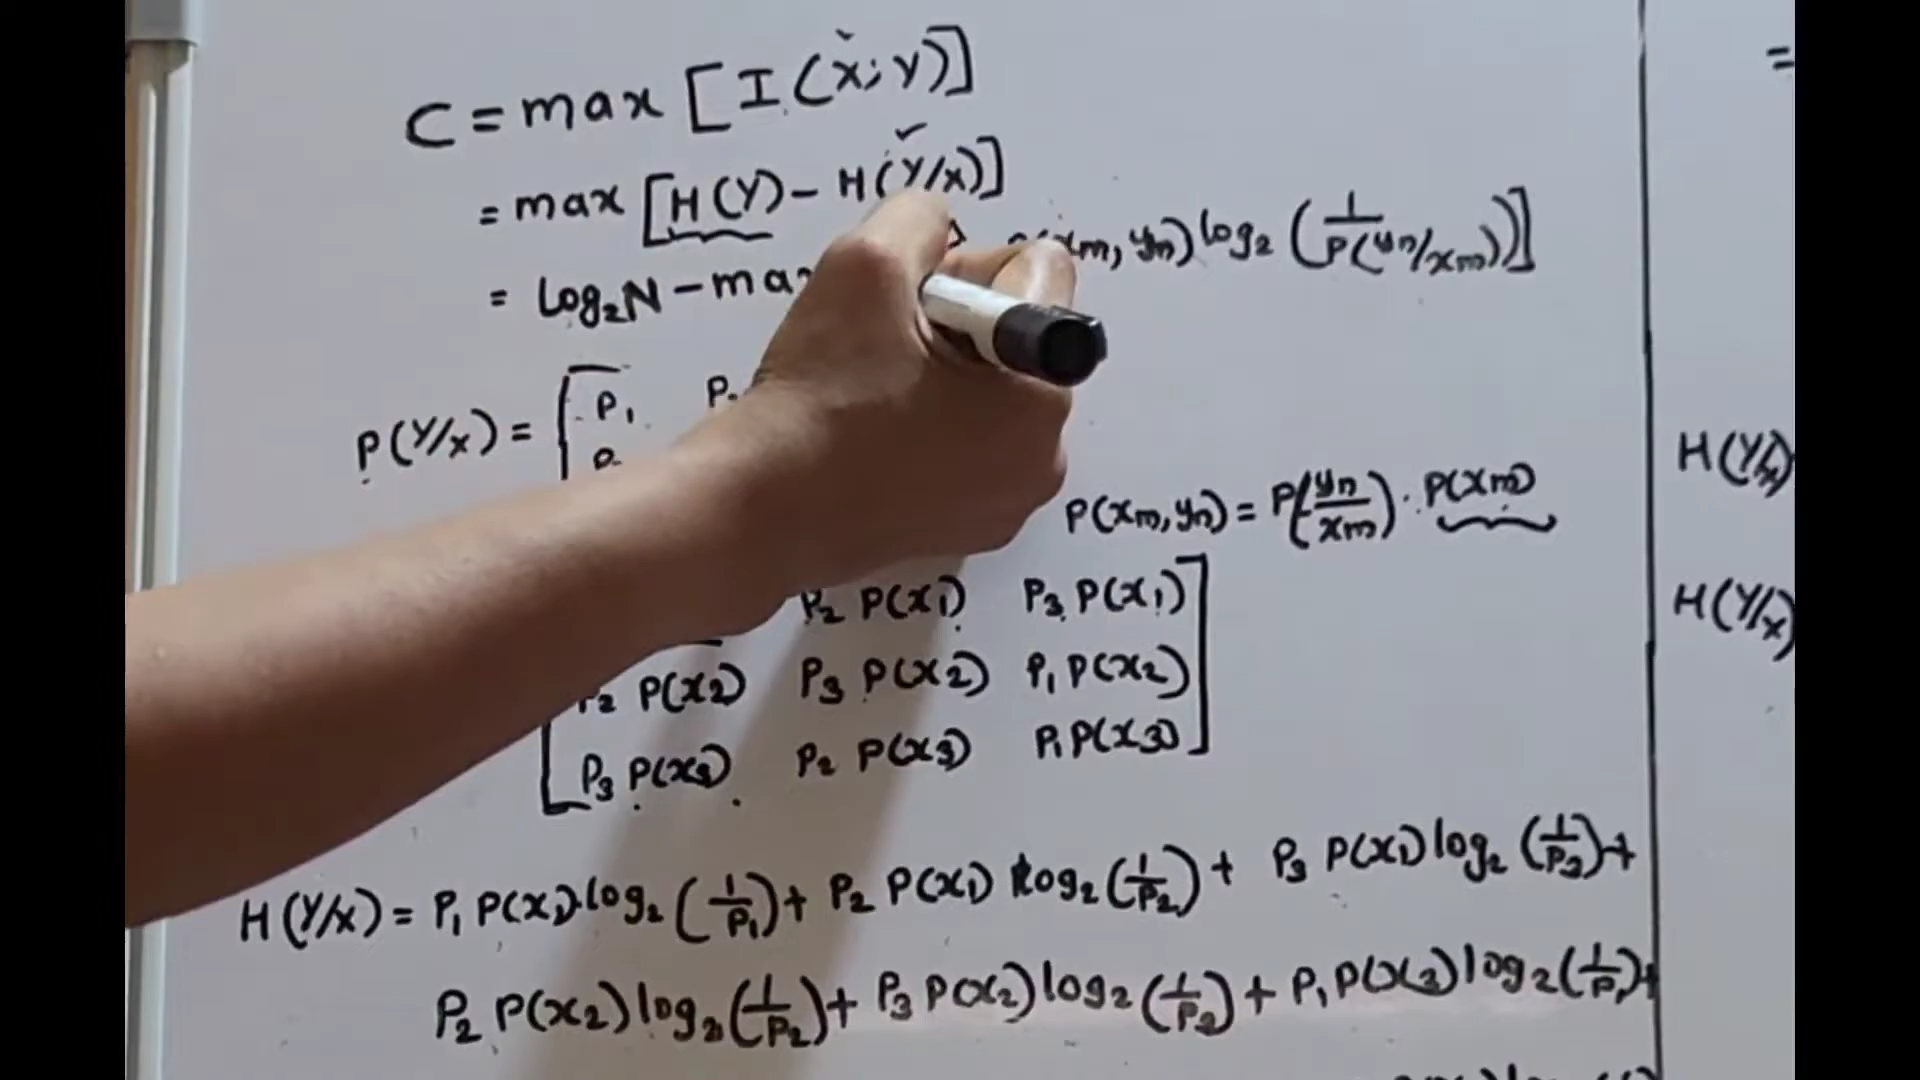 C = max [I(x; y)]
= max [H(Y) - H(Y/X)]
= log₂N - ma (xm, yn) log₂ (1/P(yn/xm))]
P(Y/x) = [P₁ P
P(xm, yn) = P(yn/xm) · P(xm)
P₂ P(x₁) P₃ P(x₁)
P₂ P(x₂) P₃ P(x₂) P₁ P(x₂)
P₃ P(x₃) P₂ P(x₃) P₁ P(x₃)
H(Y/x) = P₁ P(x₁) log₂ (1/P₁) + P₂ P(x₁) log₂ (1/P₂) + P₃ P(x₁) log₂ (1/P₃) +
P₂ P(x₂) log₂ (1/P₂) + P₃ P(x₂) log₂ (1/P₃) + P₁ P(x₃) log₂ (1/P₁) +
=
H(Y/x)
H(Y/x)